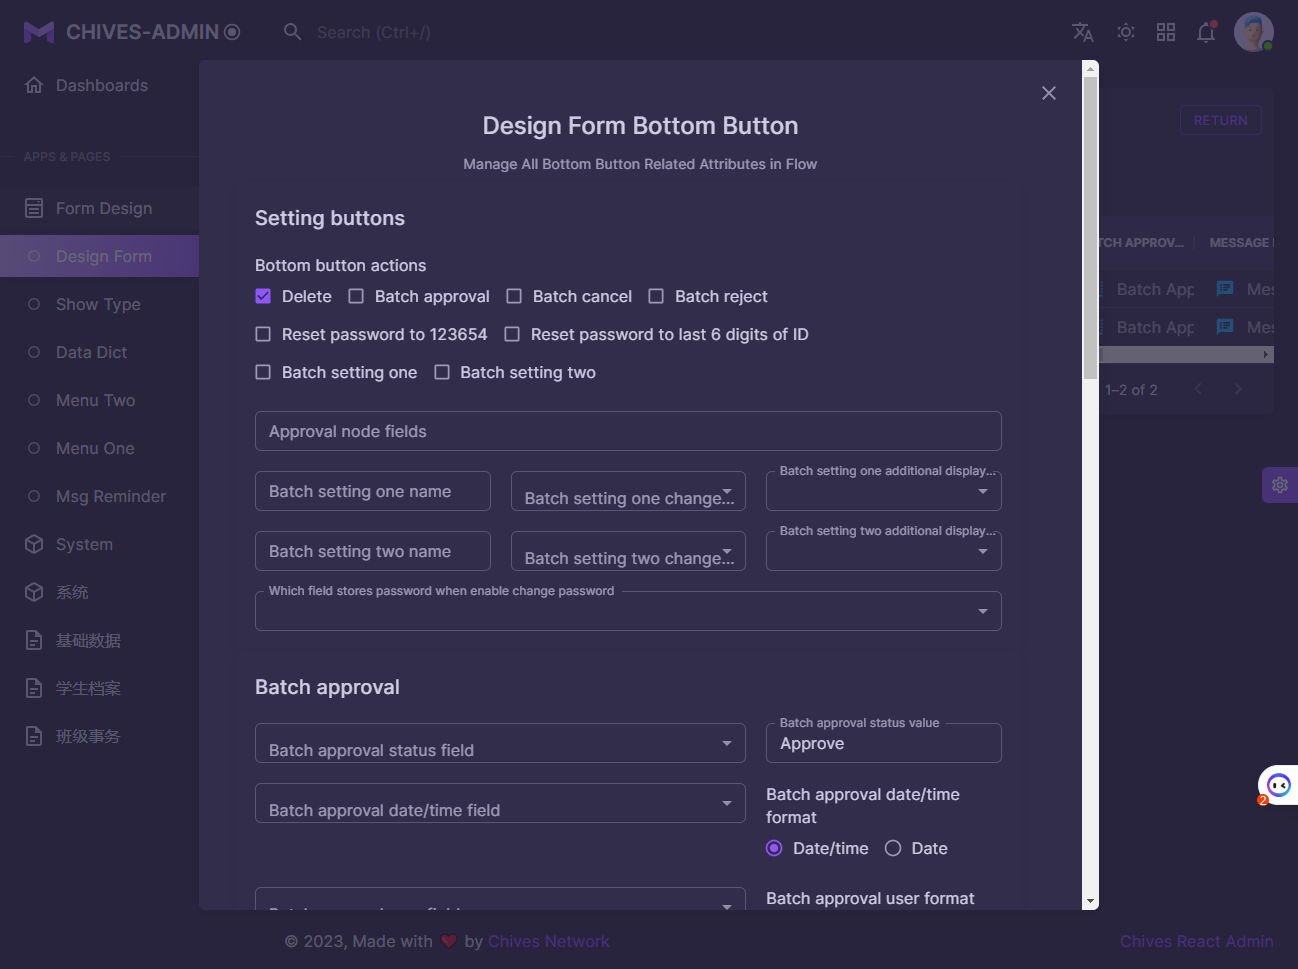 CHIVES-ADMIN
Search (Ctrl+/)
Dashboards
APPS & PAGES
Form Design
Design Form
Show Type
Data Dict
Menu Two
Menu One
Msg Reminder
System
系统
基础数据
学生档案
班级事务
Design Form Bottom Button
Manage All Bottom Button Related Attributes in Flow
Setting buttons
Bottom button actions
Delete Batch approval Batch cancel Batch reject
Reset password to 123654 Reset password to last 6 digits of ID
Batch setting one Batch setting two
Approval node fields
Batch setting one name Batch setting one change... Batch setting one additional display...
Batch setting two name Batch setting two change... Batch setting two additional display...
Which field stores password when enable change password
Batch approval
Batch approval status field
Batch approval status value
Approve
Batch approval date/time field
Batch approval date/time
format
Date/time Date
Batch approval user format
RETURN
TCH APPROV... MESSAGE
Batch App Mes
Batch App Mes
1–2 of 2
2
© 2023, Made with ❤ by Chives Network
Chives React Admin